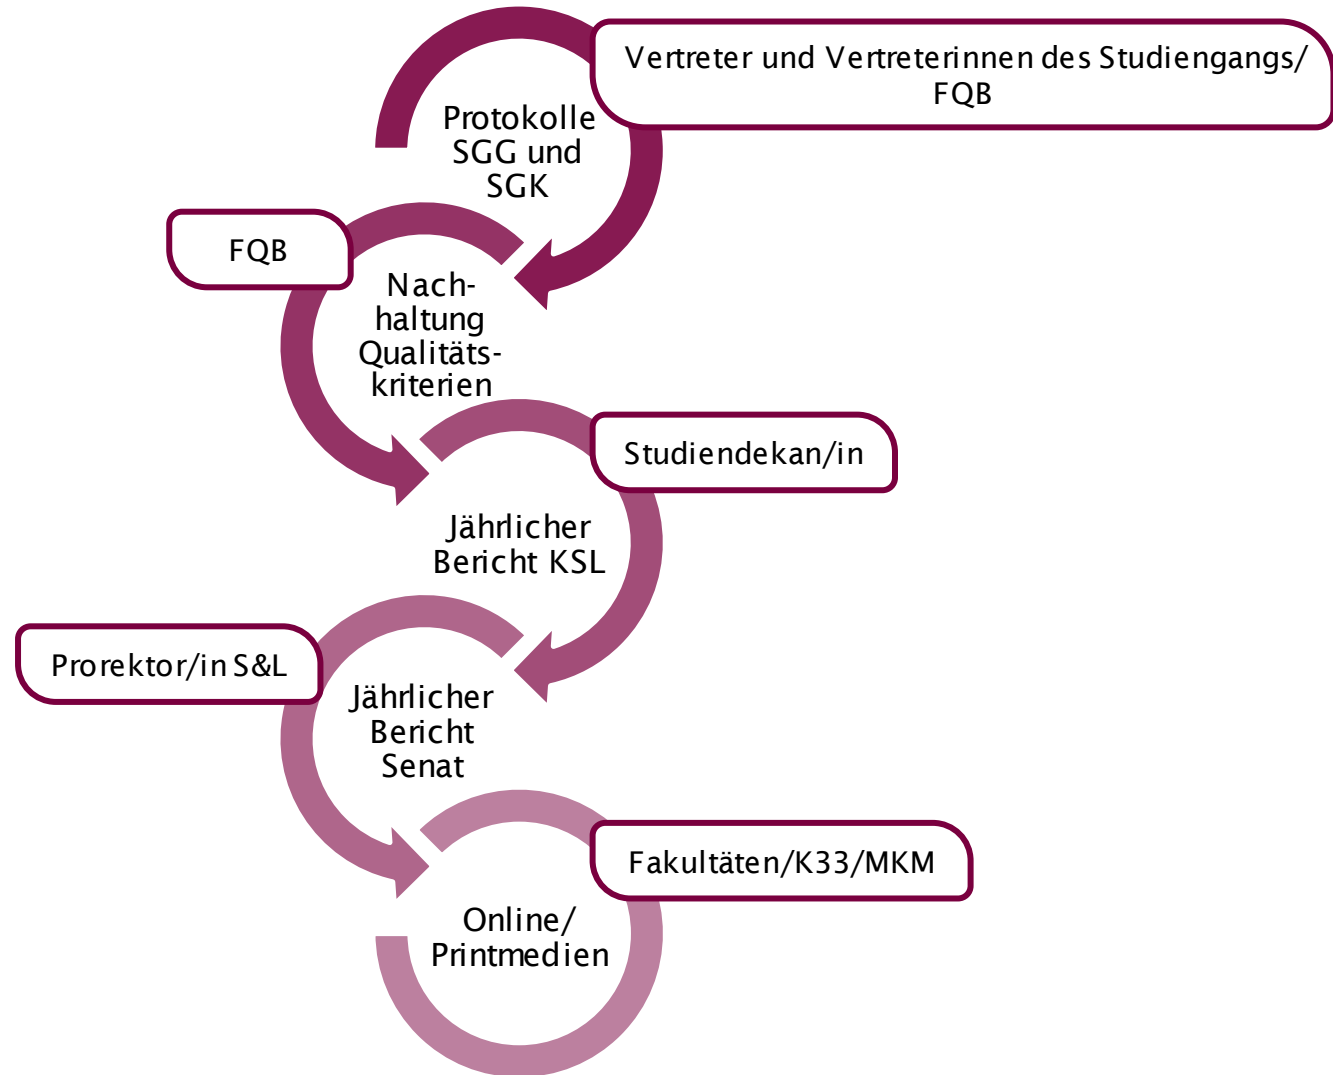 Vertreter und Vertreterinnen des Studiengangs/
FQB
Protokolle
SGG und
SGK
FQB
Nach-
haltung
Qualitäts-
kriterien
Studiendekan/in
Jährlicher
Bericht KSL
Prorektor/in S&L
Jährlicher
Bericht
Senat
Fakultäten/K33/MKM
Online/
Printmedien